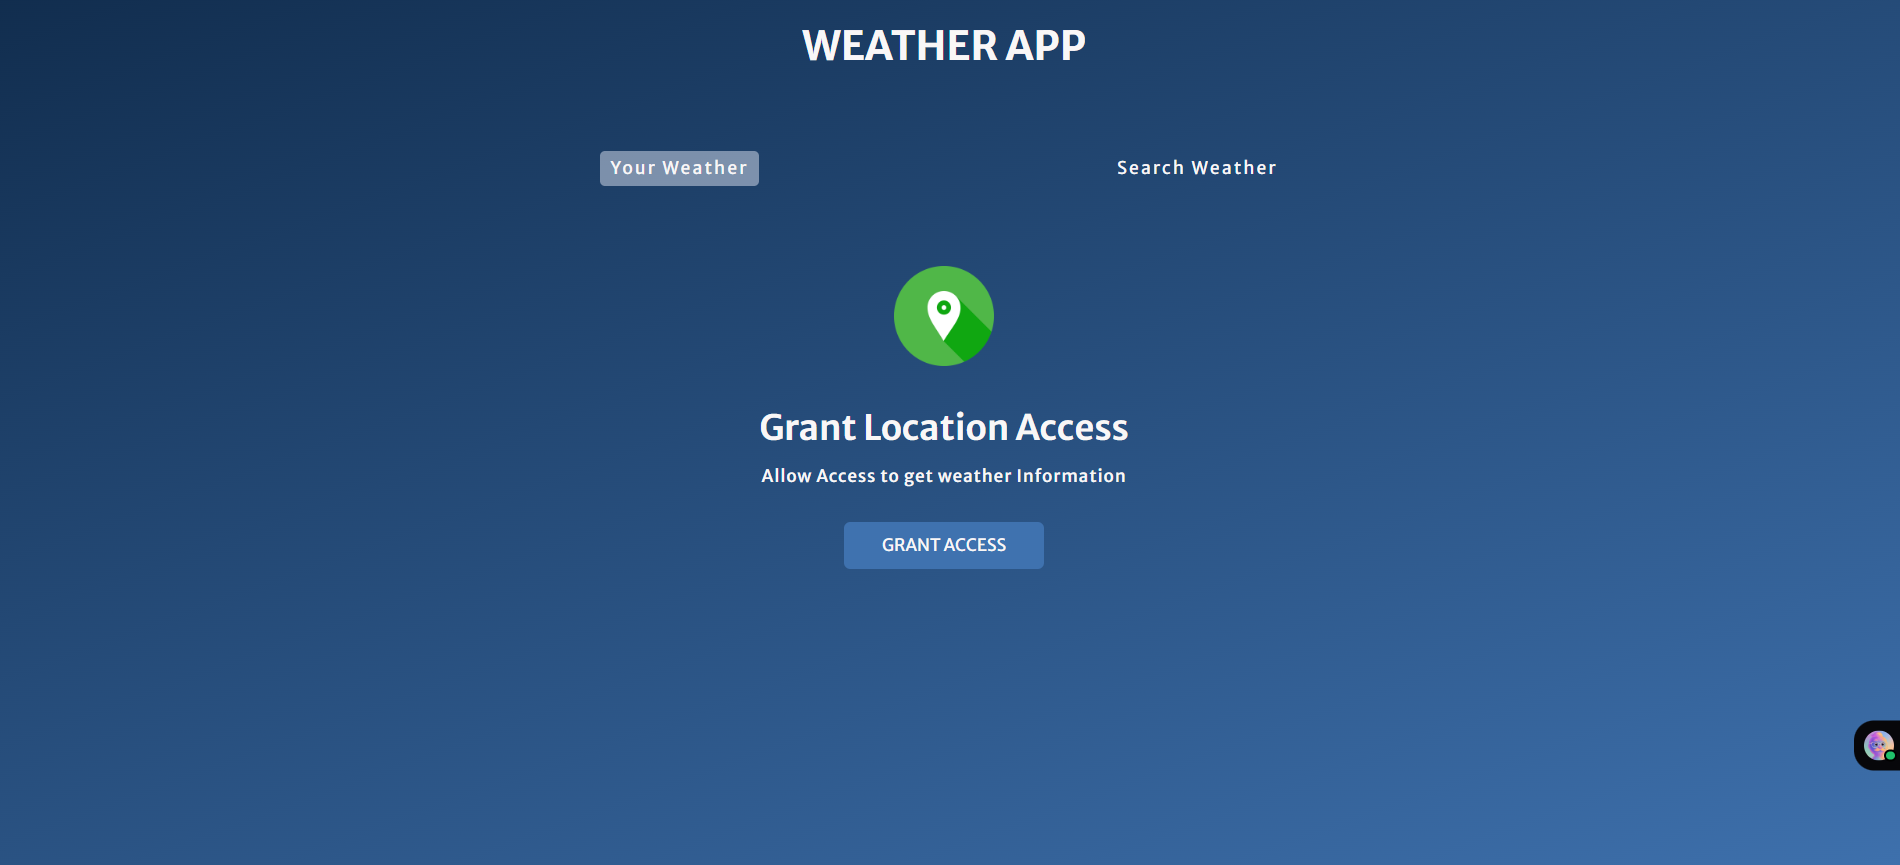 WEATHER APP
Your Weather
Search Weather
Grant Location Access
Allow Access to get weather Information
GRANT ACCESS